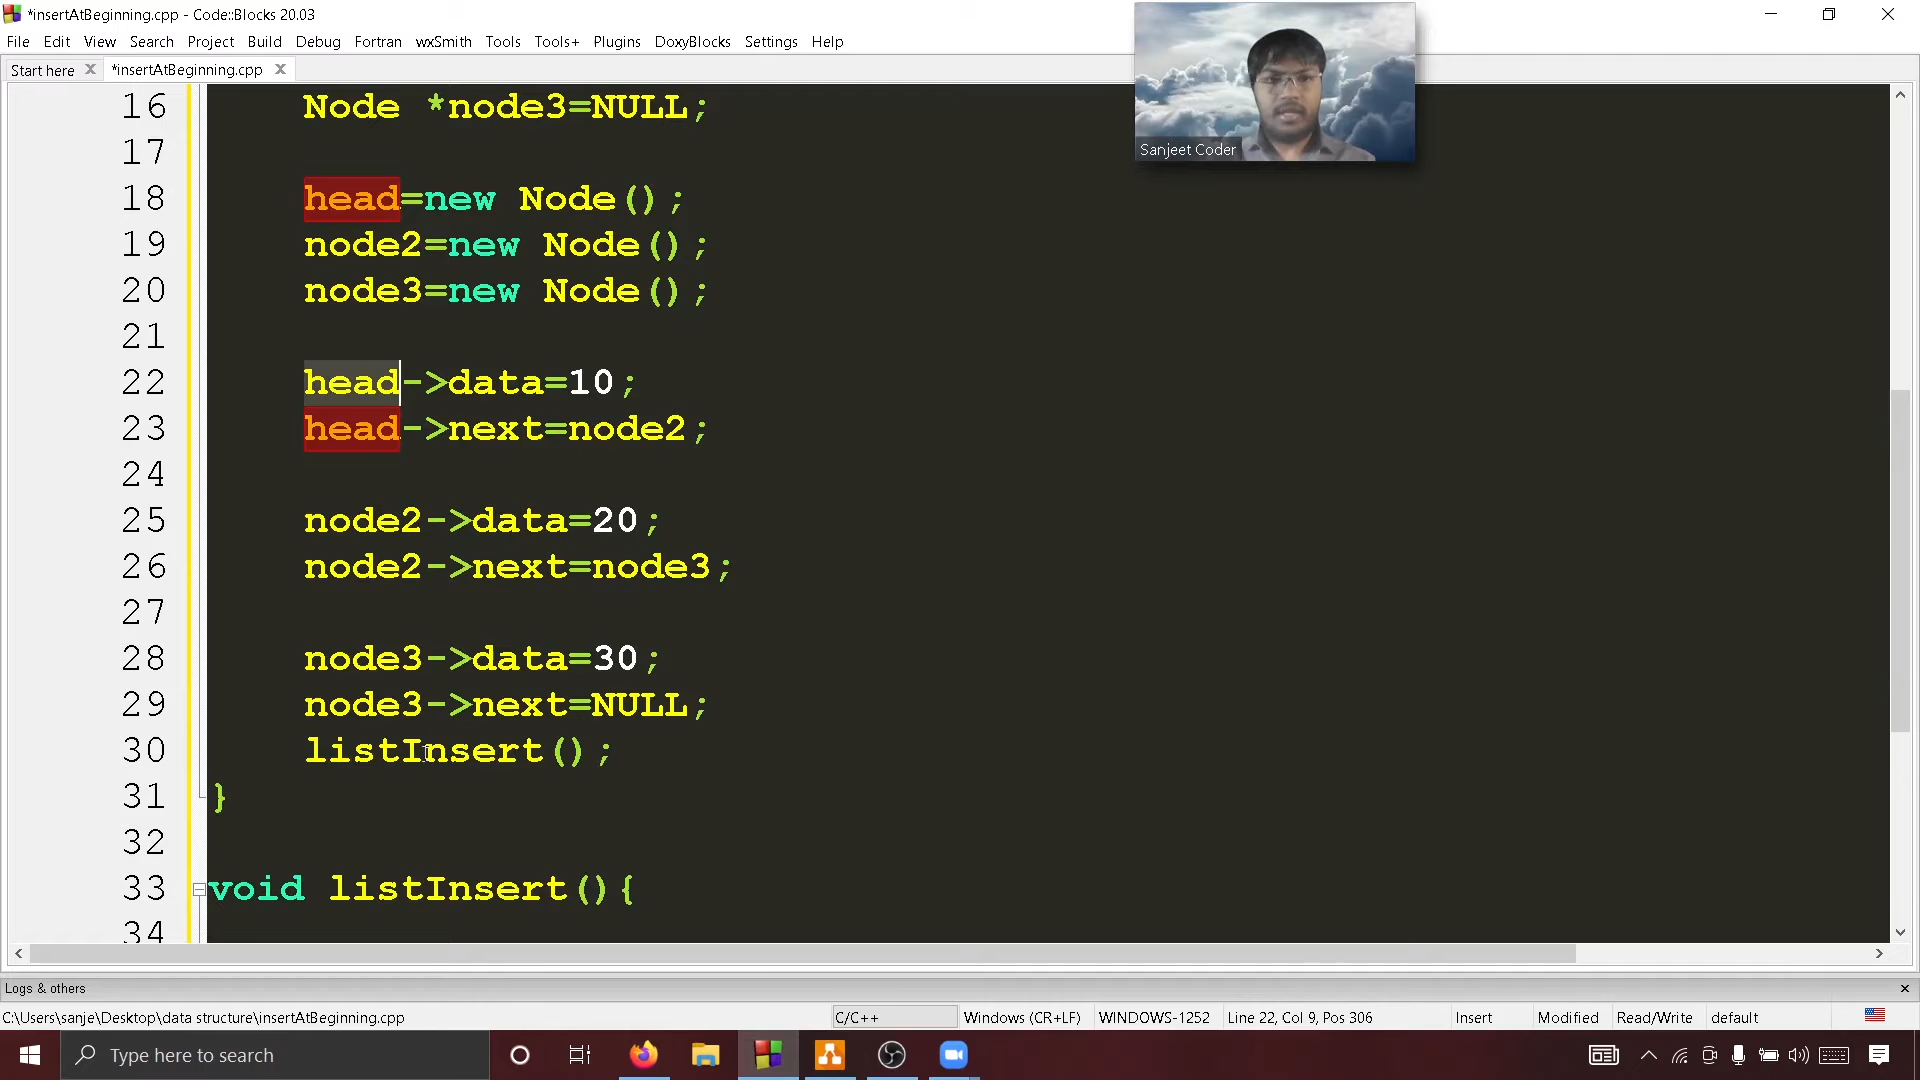 *insertAtBeginning.cpp - Code::Blocks 20.03
File Edit View Search Project Build Debug Fortran wxSmith Tools Tools+ Plugins DoxyBlocks Settings Help
Start here *insertAtBeginning.cpp
Sanjeet Coder
16 Node *node3=NULL;
17
18 head=new Node();
19 node2=new Node();
20 node3=new Node();
21
22 head->data=10;
23 head->next=node2;
24
25 node2->data=20;
26 node2->next=node3;
27
28 node3->data=30;
29 node3->next=NULL;
30 listInsert();
31 }
32
33 void listInsert(){
34
Logs & others
C:\Users\sanje\Desktop\data structure\insertAtBeginning.cpp C/C++ Windows (CR+LF) WINDOWS-1252 Line 22, Col 9, Pos 306 Insert Modified Read/Write default
Type here to search